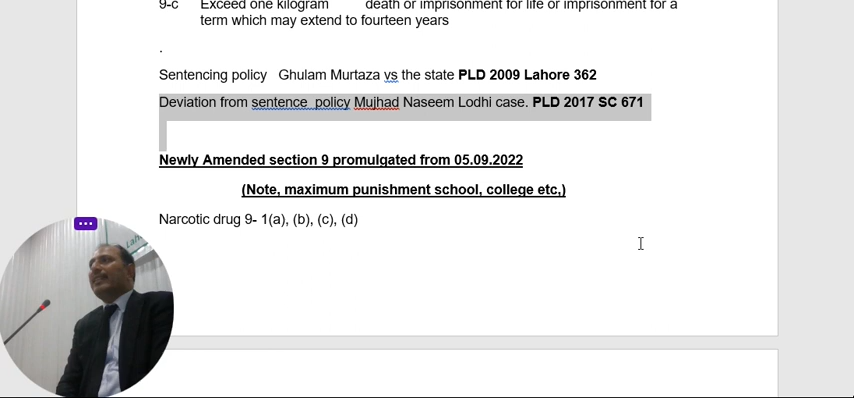 9-c Exceed one kilogram death or imprisonment for life or imprisonment for a
term which may extend to fourteen years
.
Sentencing policy Ghulam Murtaza vs the state PLD 2009 Lahore 362
Deviation from sentence policy Mujhad Naseem Lodhi case. PLD 2017 SC 671
Newly Amended section 9 promulgated from 05.09.2022
(Note, maximum punishment school, college etc,)
Narcotic drug 9- 1(a), (b), (c), (d)